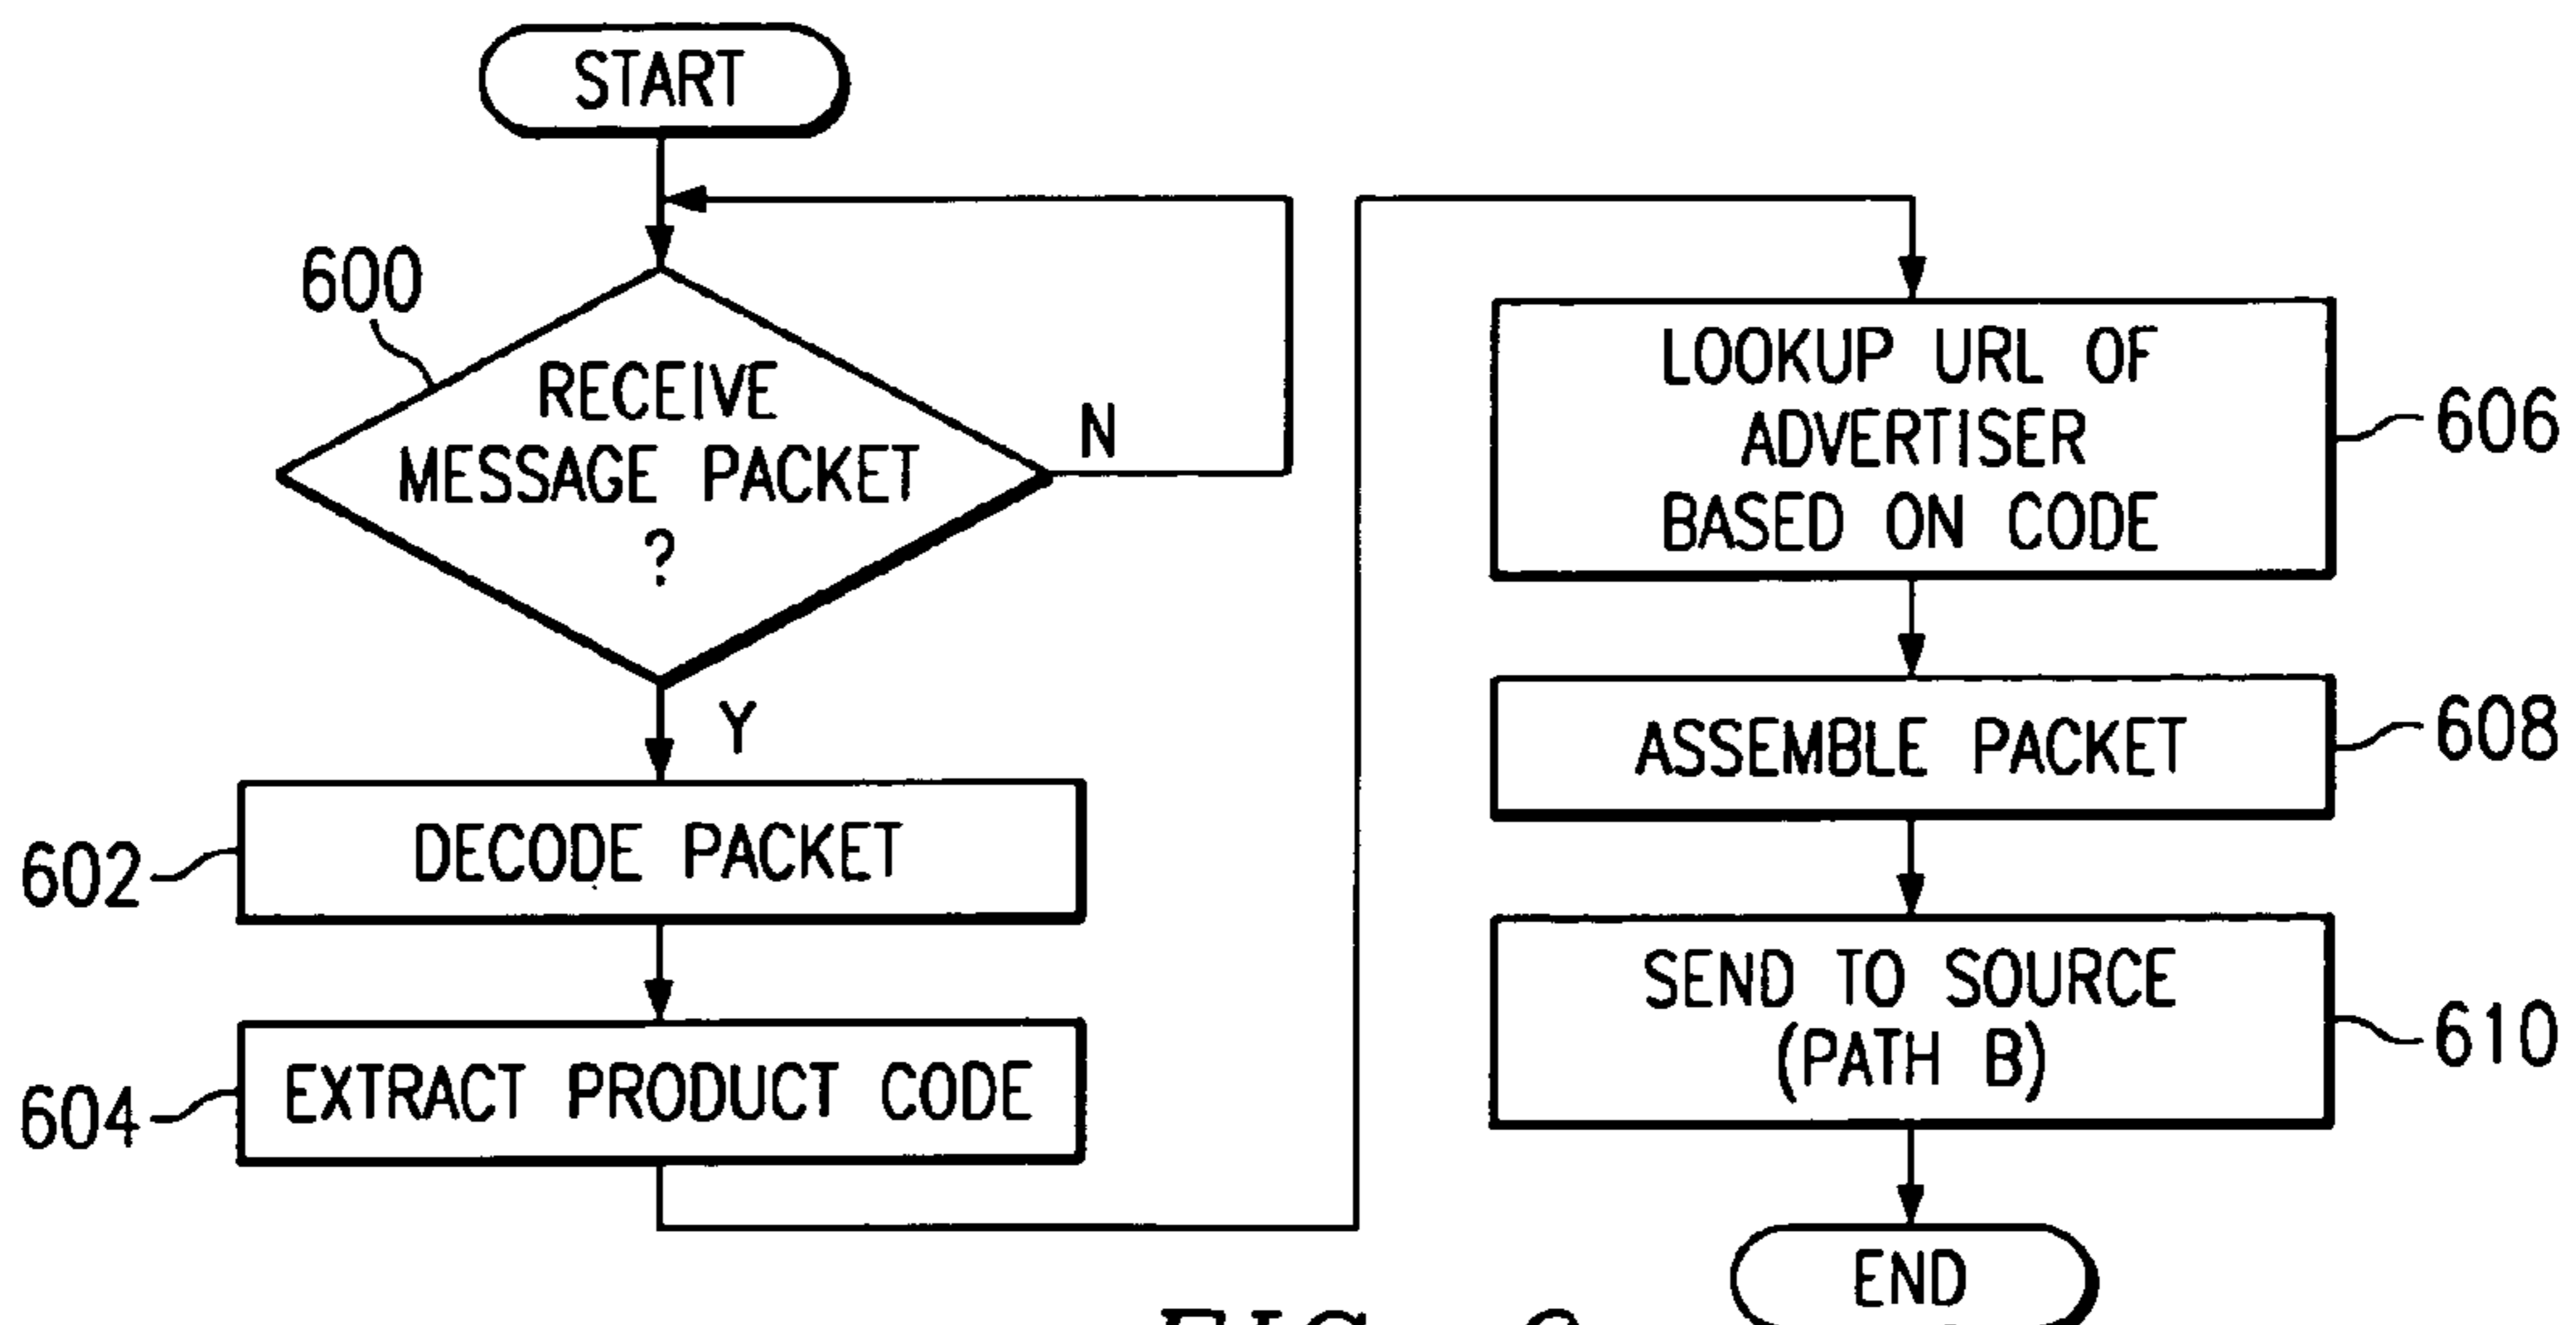 START
600
RECEIVE
MESSAGE PACKET
?
N
Y
602
DECODE PACKET
604
EXTRACT PRODUCT CODE
LOOKUP URL OF
ADVERTISER
BASED ON CODE
606
ASSEMBLE PACKET
608
SEND TO SOURCE
(PATH B)
610
END
FIG.